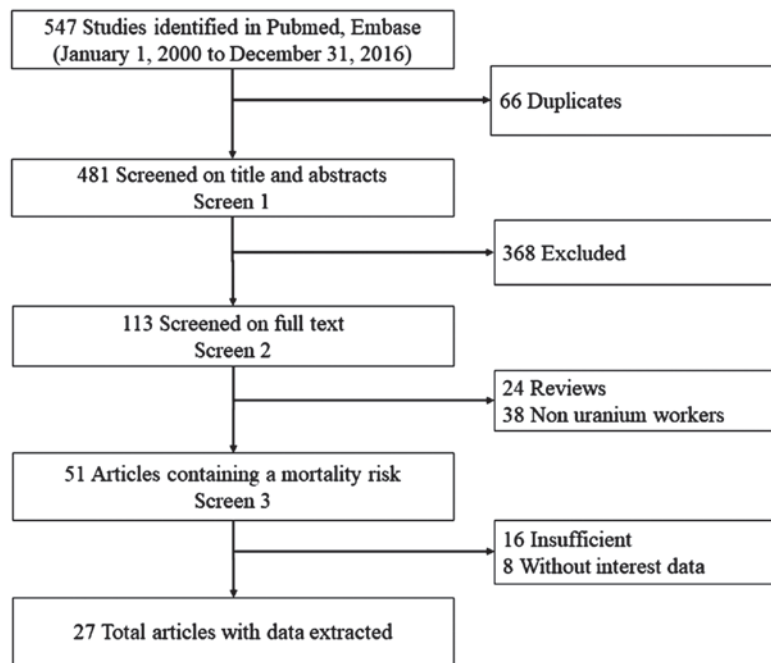 547 Studies identified in Pubmed, Embase
(January 1, 2000 to December 31, 2016)
66 Duplicates
481 Screened on title and abstracts
Screen 1
368 Excluded
113 Screened on full text
Screen 2
24 Reviews
38 Non uranium workers
51 Articles containing a mortality risk
Screen 3
16 Insufficient
8 Without interest data
27 Total articles with data extracted